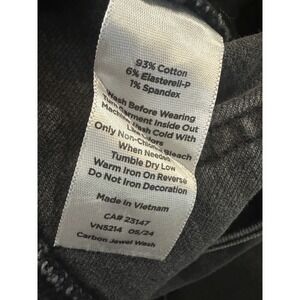 93% Cotton
6% Elasterell-P
1% Spandex
Wash Before Wearing
Turn Garment Inside Out
Machine Wash Cold With
Like Colors
Only Non-Chlorine Bleach
When Needed
Tumble Dry Low
Warm Iron On Reverse
Do Not Iron Decoration
Made in Vietnam
CA# 23147
VN5214 05/24
Carbon Jewel Wash